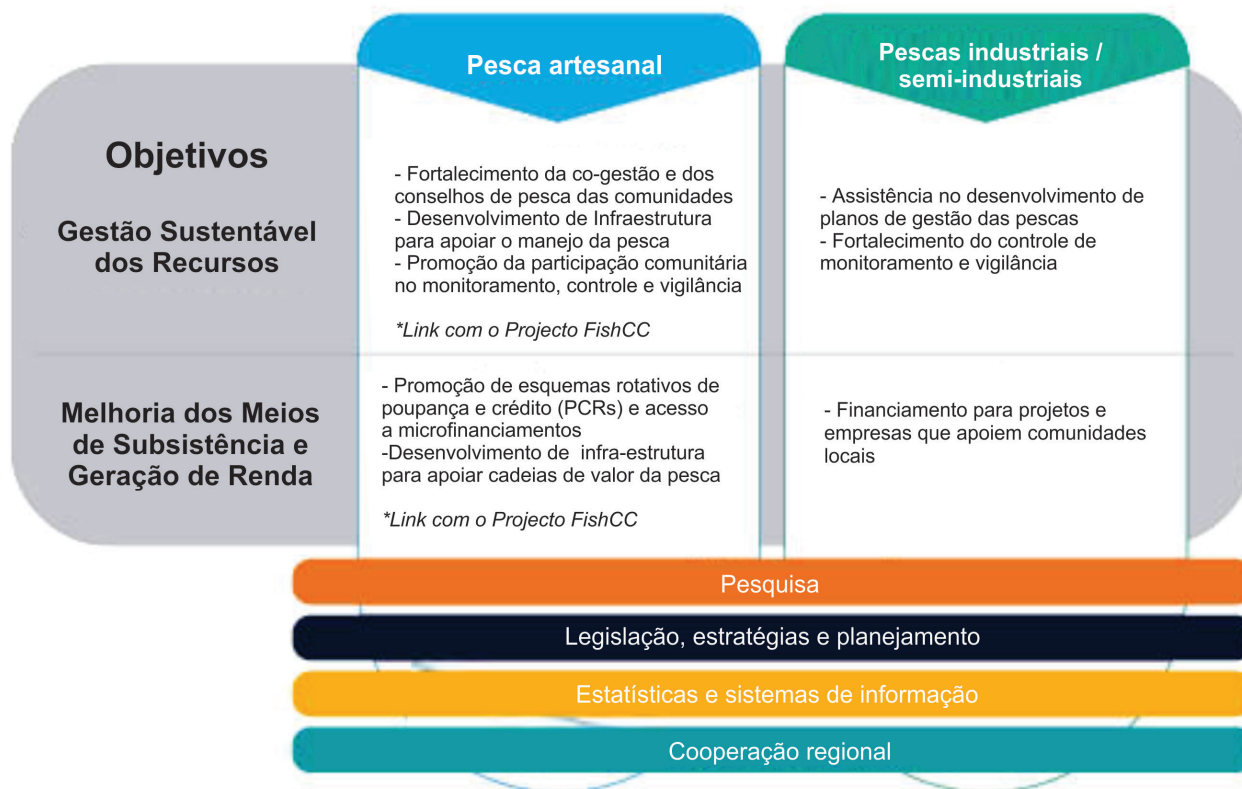 Pesca artesanal
Pescas industriais /
semi-industriais
Objetivos
Gestão Sustentável
dos Recursos
- Fortalecimento da co-gestão e dos
conselhos de pesca das comunidades
- Desenvolvimento de Infraestrutura
para apoiar o manejo da pesca
- Promoção da participação comunitária
no monitoramento, controle e vigilância
*Link com o Projecto FishCC
- Assistência no desenvolvimento de
planos de gestão das pescas
- Fortalecimento do controle de
monitoramento e vigilância
Melhoria dos Meios
de Subsistência e
Geração de Renda
- Promoção de esquemas rotativos de
poupança e crédito (PCRs) e acesso
a microfinanciamentos
-Desenvolvimento de infra-estrutura
para apoiar cadeias de valor da pesca
*Link com o Projecto FishCC
- Financiamento para projetos e
empresas que apoiem comunidades
locais
Pesquisa
Legislação, estratégias e planejamento
Estatísticas e sistemas de informação
Cooperação regional